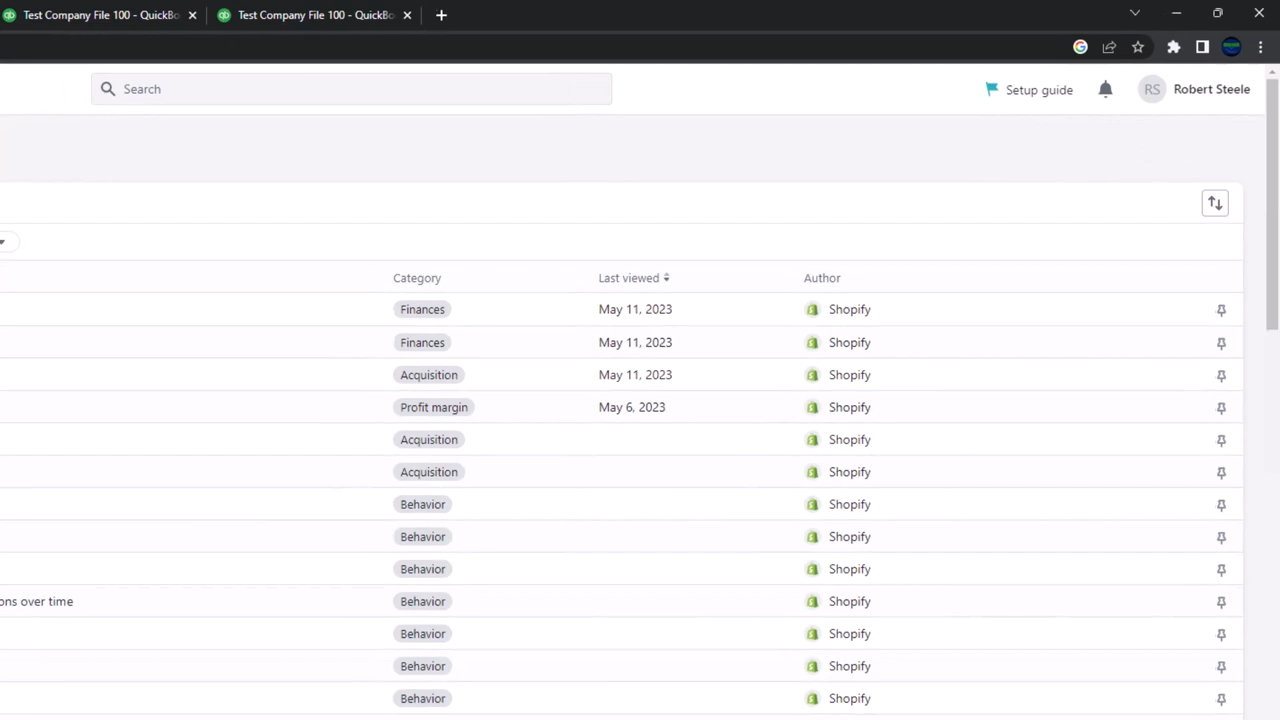 Test Company File 100 - QuickBo
Test Company File 100 - QuickBo
Search
Setup guide
RS
Robert Steele
Category Last viewed Author
Finances May 11, 2023 Shopify
Finances May 11, 2023 Shopify
Acquisition May 11, 2023 Shopify
Profit margin May 6, 2023 Shopify
Acquisition Shopify
Acquisition Shopify
Behavior Shopify
Behavior Shopify
Behavior Shopify
ons over time Behavior Shopify
Behavior Shopify
Behavior Shopify
Behavior Shopify